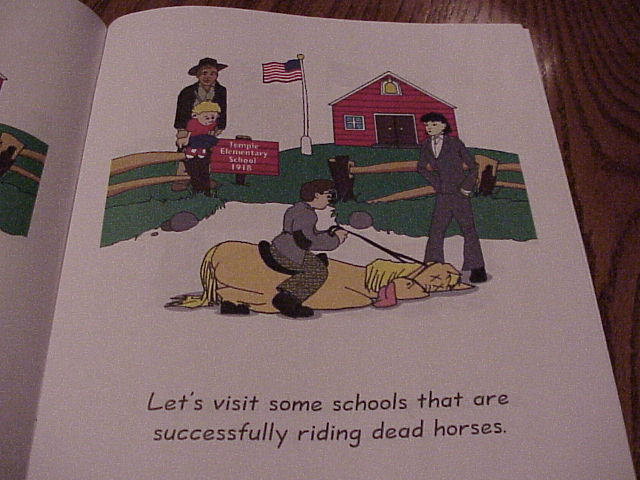 Temple
Elementary
School
1918
Let's visit some schools that are
successfully riding dead horses.